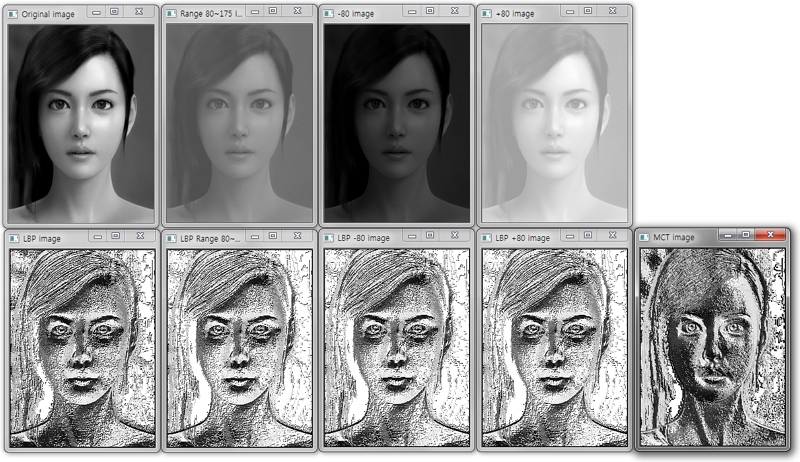 Original image
Range 80~175 i...
-80 image
+80 image
LBP image
LBP Range 80~...
LBP -80 image
LBP +80 image
MCT image